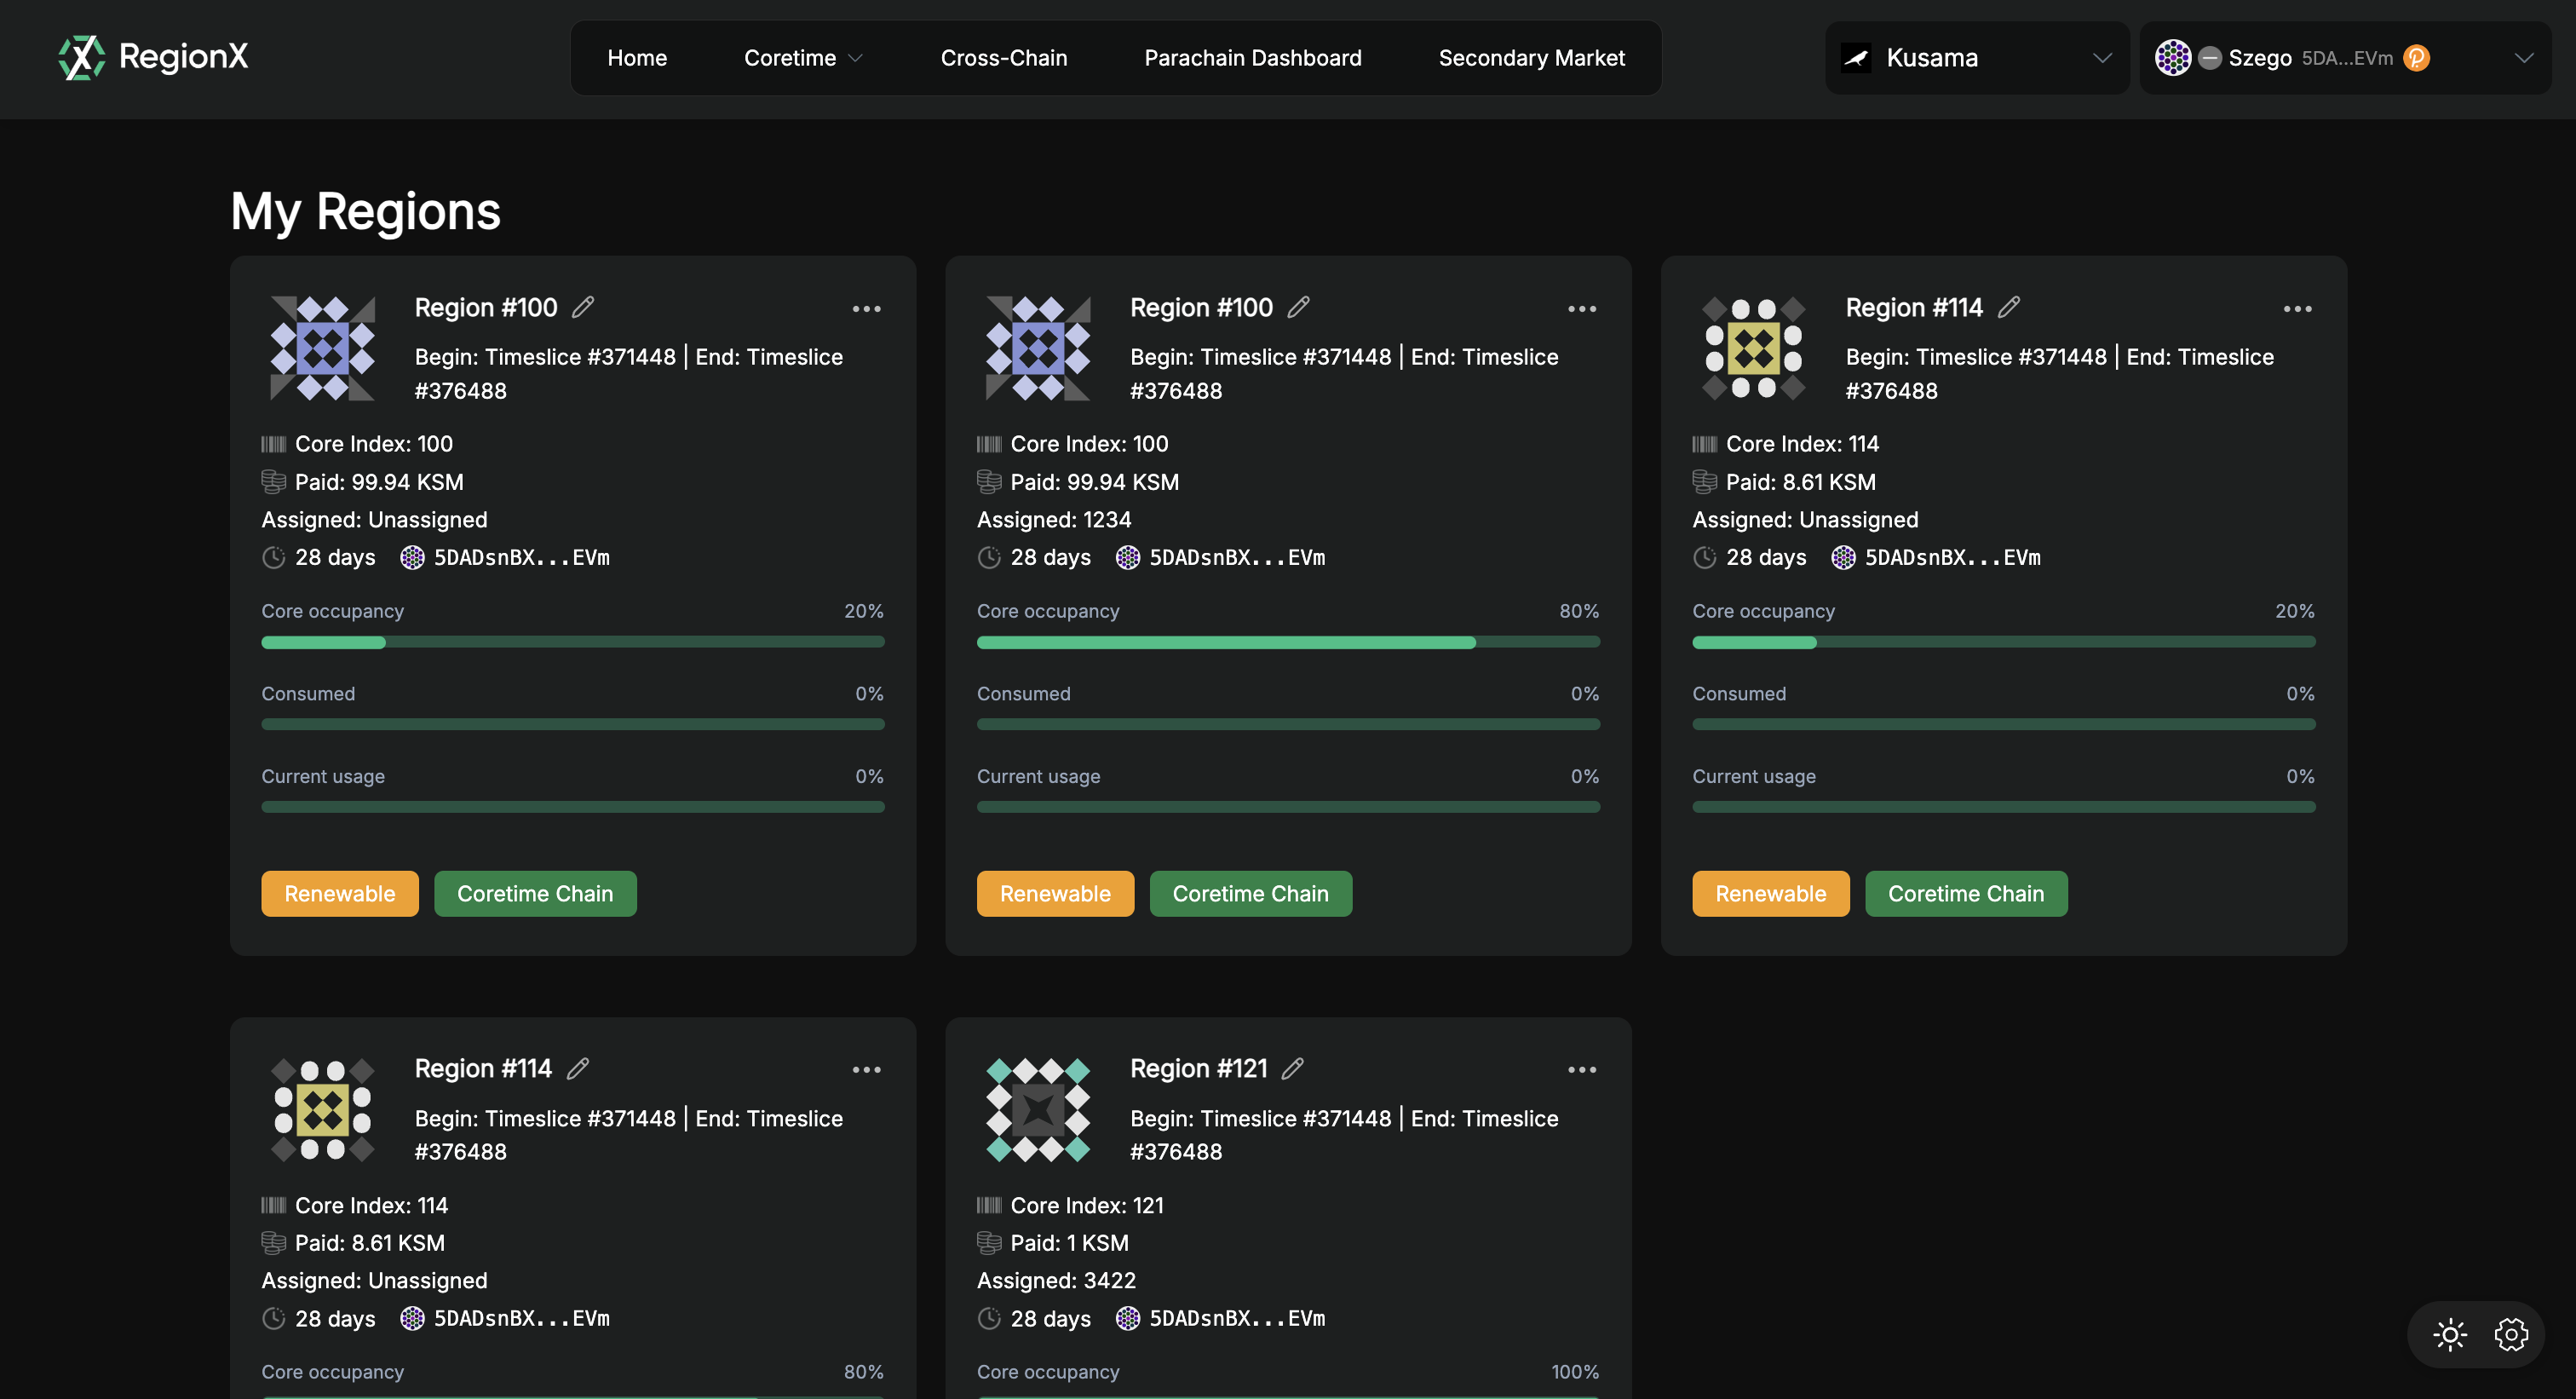 RegionX
Home
Coretime
Cross-Chain
Parachain Dashboard
Secondary Market
Kusama
Szego 5DA...EVm
My Regions
Region #100
Begin: Timeslice #371448 | End: Timeslice
#376488
Core Index: 100
Paid: 99.94 KSM
Assigned: Unassigned
28 days 5DADsnBX...EVm
Core occupancy 20%
Consumed 0%
Current usage 0%
Renewable Coretime Chain
Region #100
Begin: Timeslice #371448 | End: Timeslice
#376488
Core Index: 100
Paid: 99.94 KSM
Assigned: 1234
28 days 5DADsnBX...EVm
Core occupancy 80%
Consumed 0%
Current usage 0%
Renewable Coretime Chain
Region #114
Begin: Timeslice #371448 | End: Timeslice
#376488
Core Index: 114
Paid: 8.61 KSM
Assigned: Unassigned
28 days 5DADsnBX...EVm
Core occupancy 20%
Consumed 0%
Current usage 0%
Renewable Coretime Chain
Region #114
Begin: Timeslice #371448 | End: Timeslice
#376488
Core Index: 114
Paid: 8.61 KSM
Assigned: Unassigned
28 days 5DADsnBX...EVm
Core occupancy 80%
Region #121
Begin: Timeslice #371448 | End: Timeslice
#376488
Core Index: 121
Paid: 1 KSM
Assigned: 3422
28 days 5DADsnBX...EVm
Core occupancy 100%